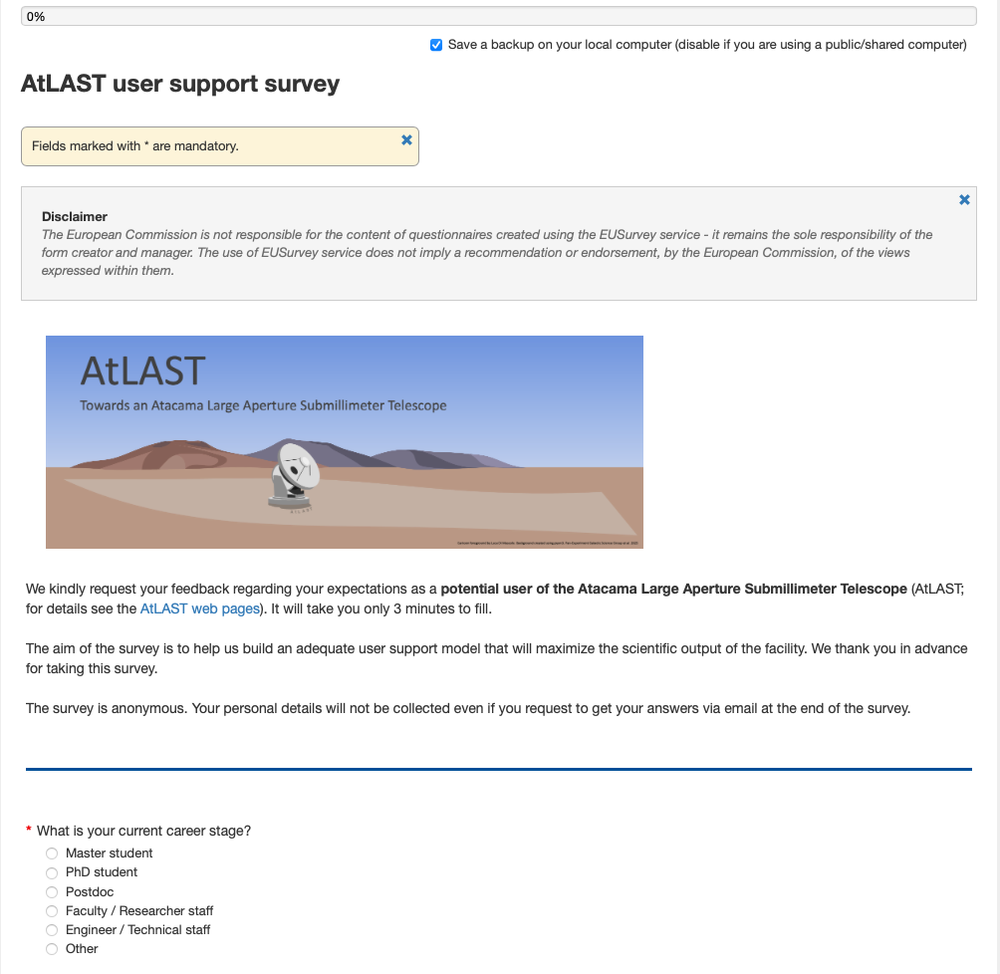 0%
Save a backup on your local computer (disable if you are using a public/shared computer)
AtLAST user support survey
Fields marked with * are mandatory.
Disclaimer
The European Commission is not responsible for the content of questionnaires created using the EUSurvey service - it remains the sole responsibility of the
form creator and manager. The use of EUSurvey service does not imply a recommendation or endorsement, by the European Commission, of the views
expressed within them.
AtLAST
Towards an Atacama Large Aperture Submillimeter Telescope
ATLAST
We kindly request your feedback regarding your expectations as a potential user of the Atacama Large Aperture Submillimeter Telescope (AtLAST;
for details see the AtLAST web pages). It will take you only 3 minutes to fill.
The aim of the survey is to help us build an adequate user support model that will maximize the scientific output of the facility. We thank you in advance
for taking this survey.
The survey is anonymous. Your personal details will not be collected even if you request to get your answers via email at the end of the survey.
* What is your current career stage?
Master student
PhD student
Postdoc
Faculty / Researcher staff
Engineer / Technical staff
Other